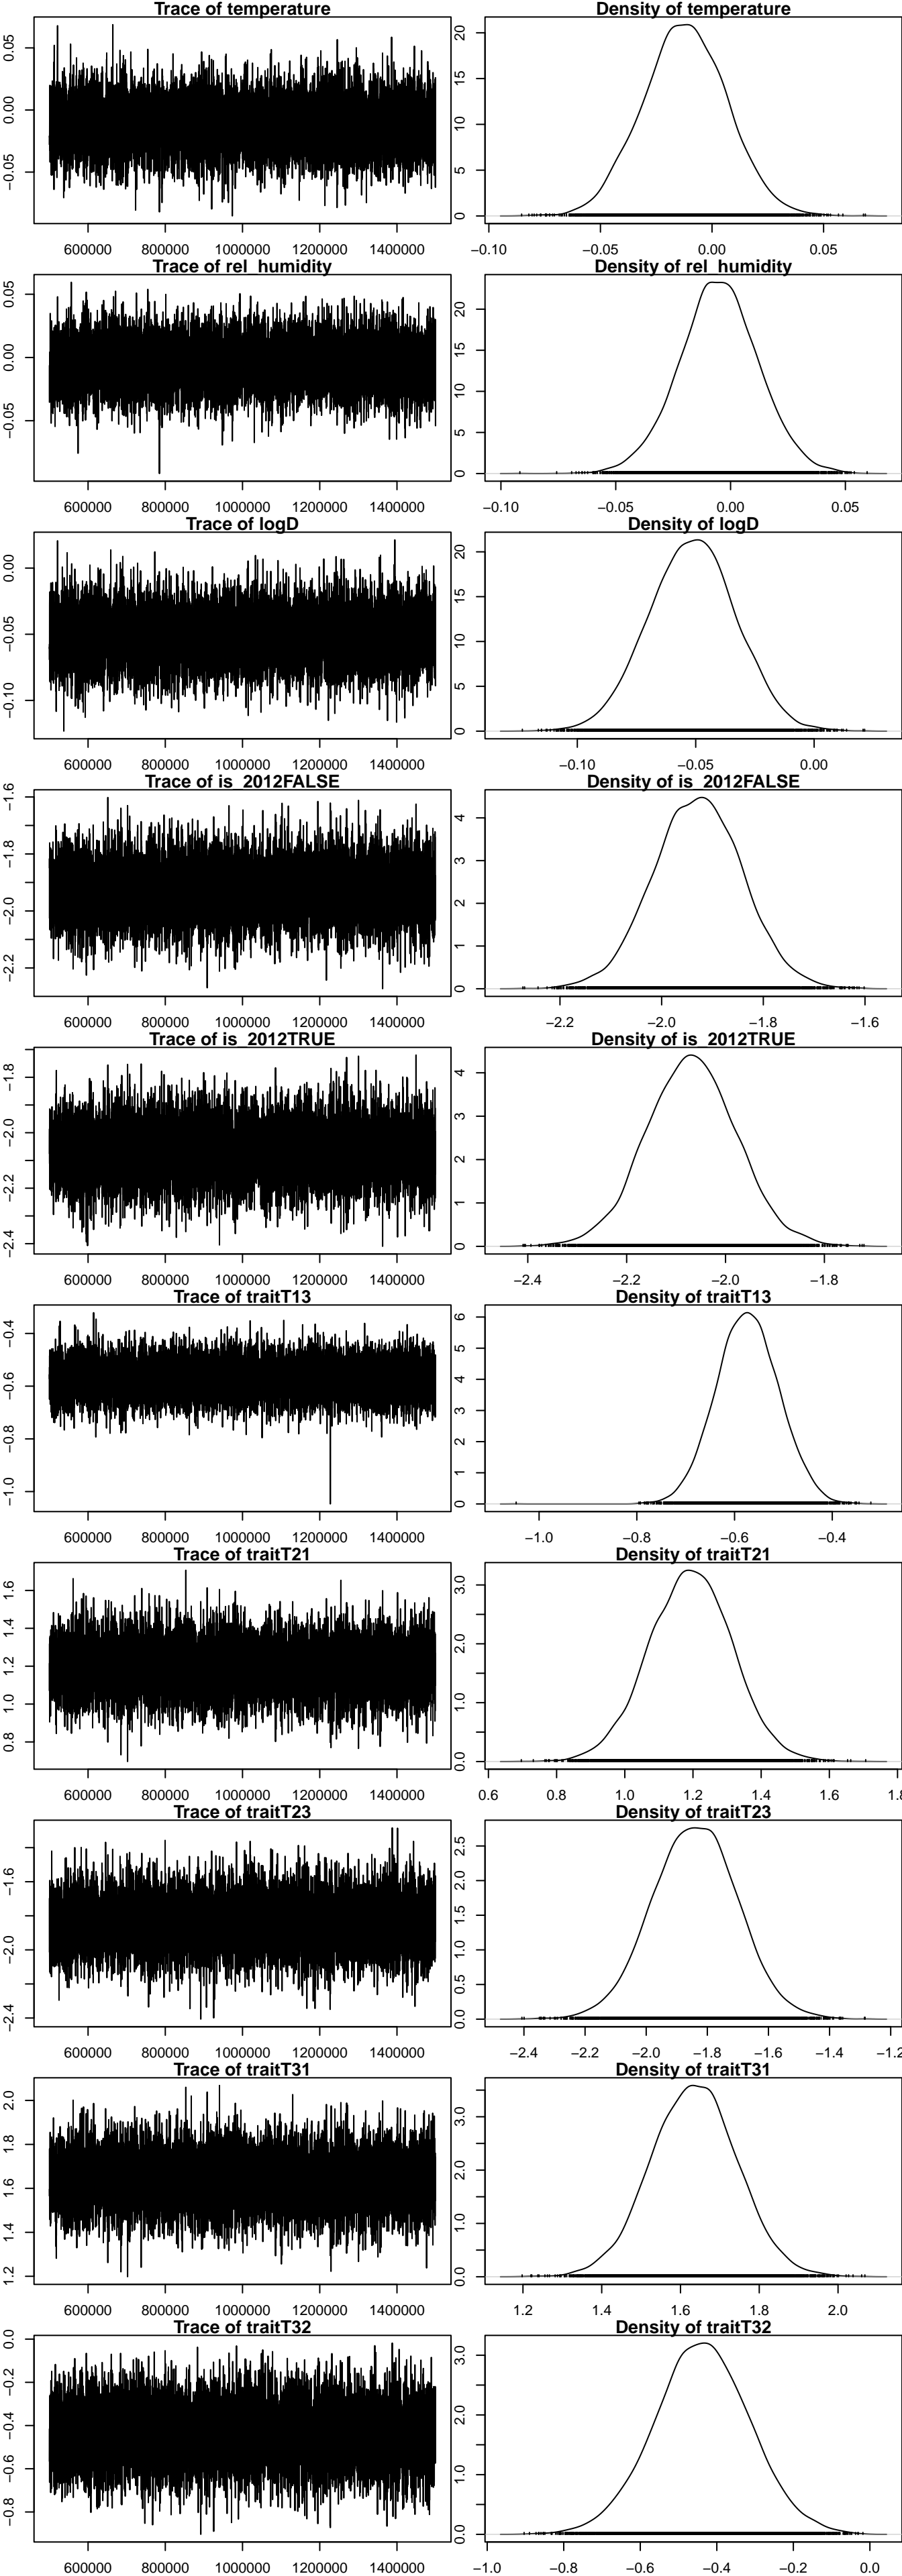 Trace of temperature
Density of temperature
0.05
0.00
−0.05
20
15
10
5
0
600000 800000 1000000 1200000 1400000
−0.10 −0.05 0.00 0.05
Trace of rel_humidity
Density of rel_humidity
0.05
0.00
−0.05
20
15
10
5
0
600000 800000 1000000 1200000 1400000
−0.10 −0.05 0.00 0.05
Trace of logD
Density of logD
0.00
−0.05
−0.10
20
15
10
5
0
600000 800000 1000000 1200000 1400000
−0.10 −0.05 0.00
Trace of is_2012FALSE
Density of is_2012FALSE
−1.6
−1.8
−2.0
−2.2
4
3
2
1
0
600000 800000 1000000 1200000 1400000
−2.2 −2.0 −1.8 −1.6
Trace of is_2012TRUE
Density of is_2012TRUE
−1.8
−2.0
−2.2
−2.4
4
3
2
1
0
600000 800000 1000000 1200000 1400000
−2.4 −2.2 −2.0 −1.8
Trace of traitT13
Density of traitT13
−0.4
−0.6
−0.8
−1.0
6
5
4
3
2
1
0
600000 800000 1000000 1200000 1400000
−1.0 −0.8 −0.6 −0.4
Trace of traitT21
Density of traitT21
1.6
1.4
1.2
1.0
0.8
3.0
2.0
1.0
0.0
600000 800000 1000000 1200000 1400000
0.6 0.8 1.0 1.2 1.4 1.6 1.8
Trace of traitT23
Density of traitT23
−1.6
−2.0
−2.4
2.5
2.0
1.5
1.0
0.5
0.0
600000 800000 1000000 1200000 1400000
−2.4 −2.2 −2.0 −1.8 −1.6 −1.4 −1.2
Trace of traitT31
Density of traitT31
2.0
1.8
1.6
1.4
1.2
3.0
2.0
1.0
0.0
600000 800000 1000000 1200000 1400000
1.2 1.4 1.6 1.8 2.0
Trace of traitT32
Density of traitT32
0.0
−0.2
−0.4
−0.6
−0.8
3.0
2.0
1.0
0.0
600000 800000 1000000 1200000 1400000
−1.0 −0.8 −0.6 −0.4 −0.2 0.0